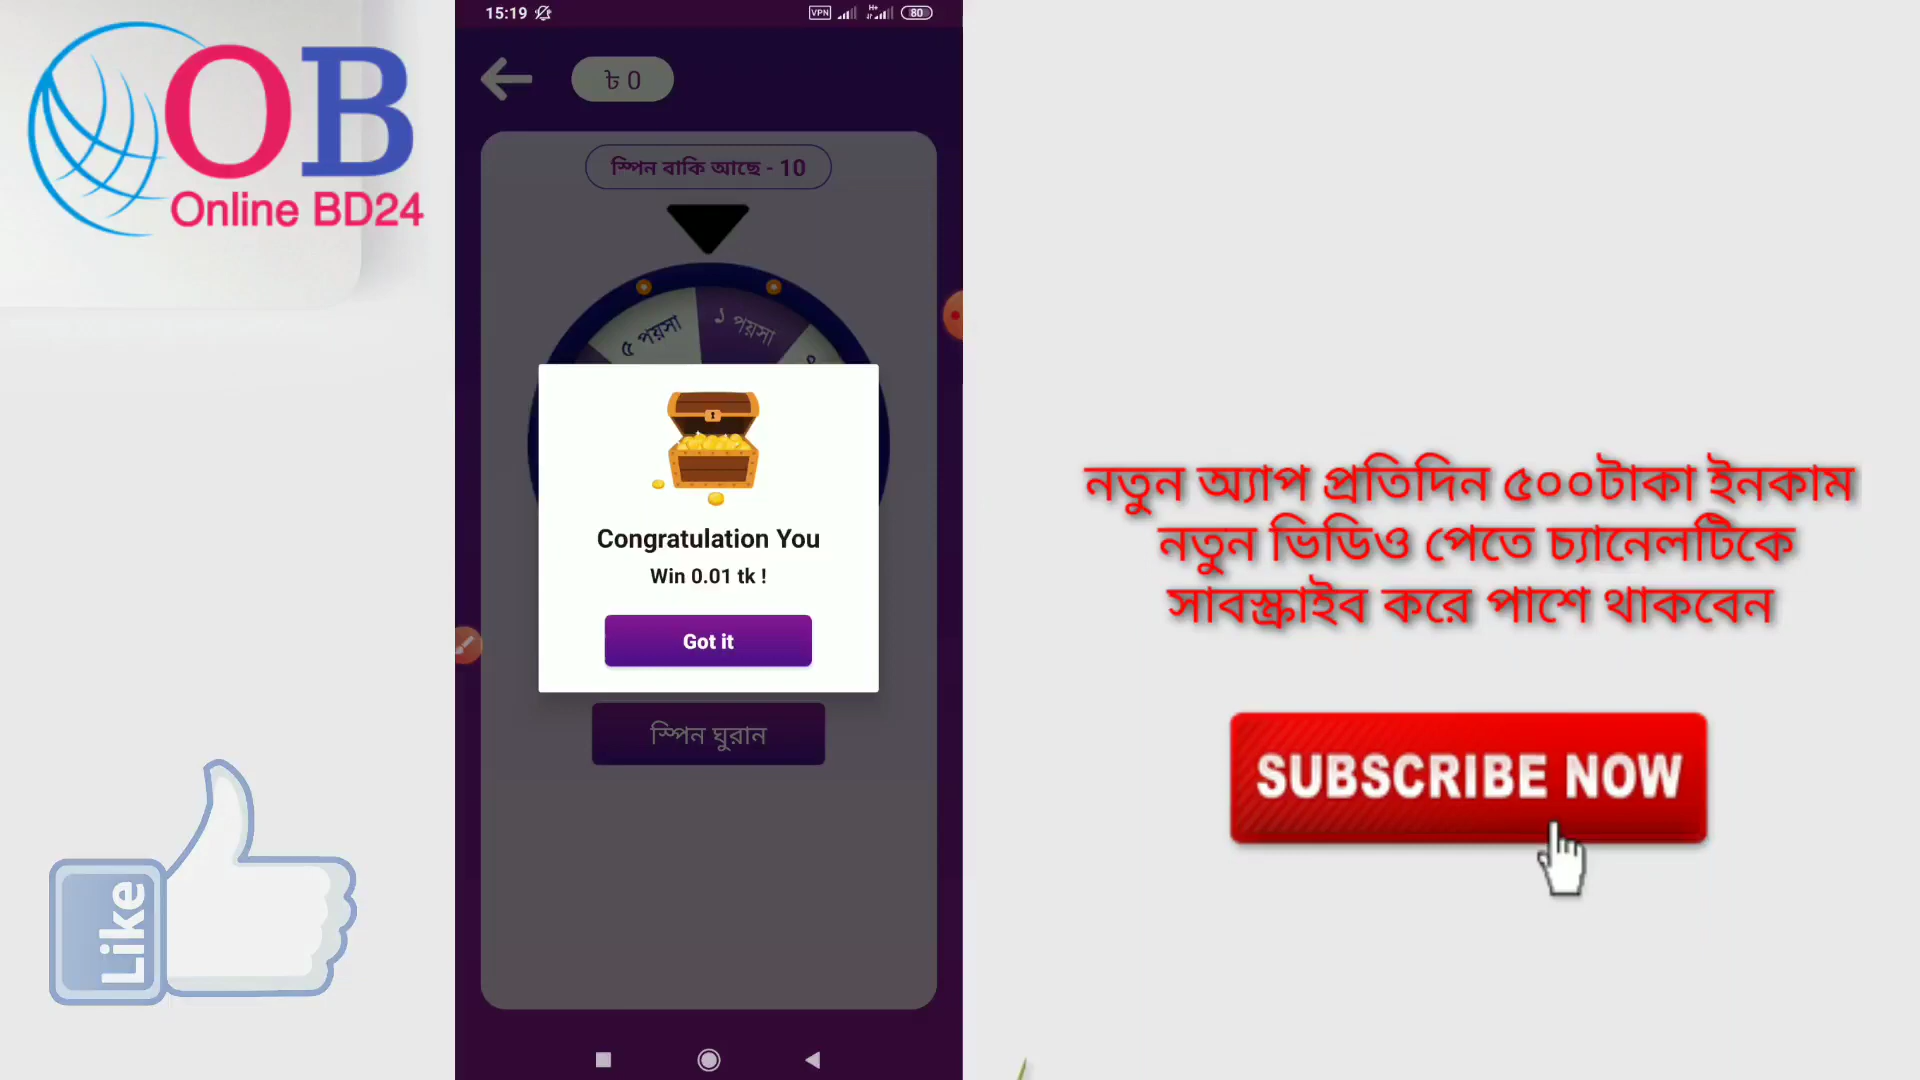 OB
Online BD24
15:19
VPN
H+
80
৳ 0
স্পিন বাকি আছে - 10
৫ পয়সা
১ পয়সা
Congratulation You
Win 0.01 tk !
Got it
স্পিন ঘুরান
নতুন অ্যাপ প্রতিদিন ৫০০টাকা ইনকাম
নতুন ভিডিও পেতে চ্যানেলটিকে
সাবস্ক্রাইব করে পাশে থাকবেন
SUBSCRIBE NOW
Like